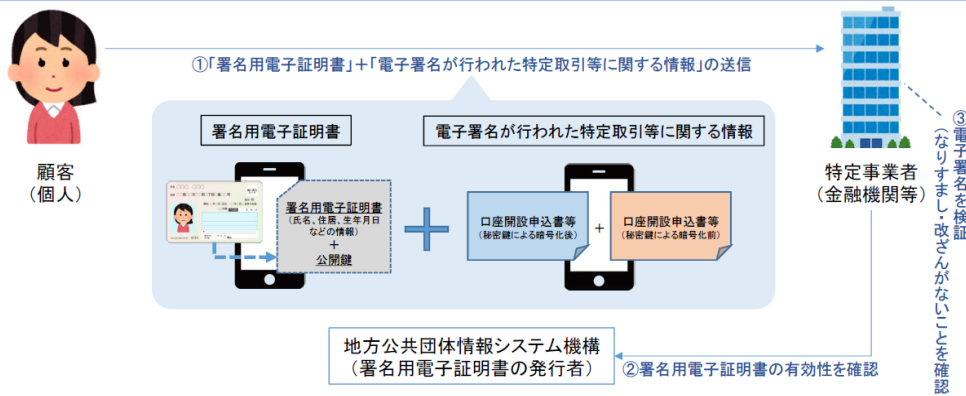 ①「署名用電子証明書」＋「電子署名が行われた特定取引等に関する情報」の送信
署名用電子証明書
電子署名が行われた特定取引等に関する情報
顧客
（個人）
署名用電子証明書
（氏名、住居、生年月日
などの情報）
＋
公開鍵
口座開設申込書等
（秘密鍵による暗号化後）
＋
口座開設申込書等
（秘密鍵による暗号化前）
特定事業者
（金融機関等）
③電子署名を検証
（なりすまし・改ざんがないことを確認
地方公共団体情報システム機構
（署名用電子証明書の発行者）
②署名用電子証明書の有効性を確認